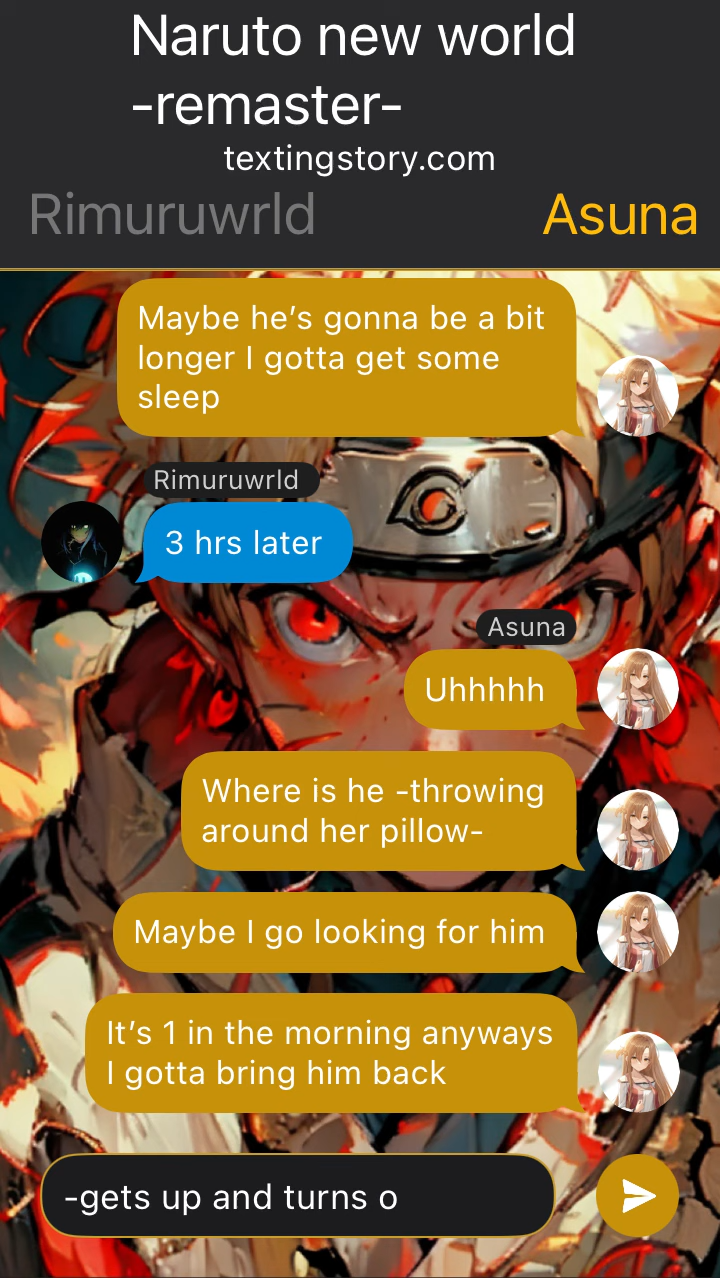 Naruto new world
-remaster-
textingstory.com
Rimuruwrld
Asuna
Maybe he’s gonna be a bit
longer I gotta get some
sleep
Rimuruwrld
3 hrs later
Asuna
Uhhhhh
Where is he -throwing
around her pillow-
Maybe I go looking for him
It’s 1 in the morning anyways
I gotta bring him back
-gets up and turns o